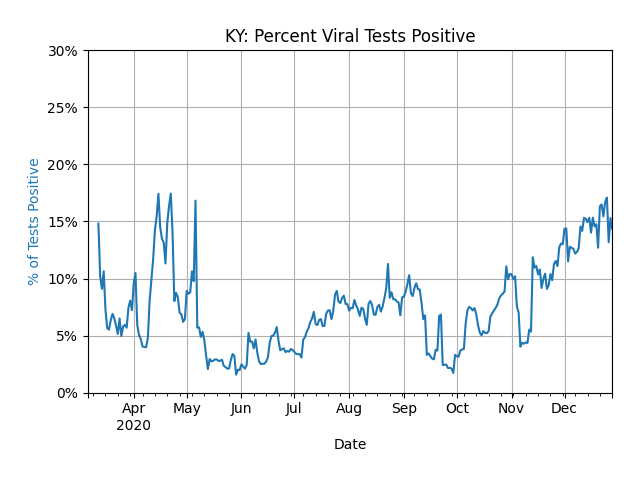 KY: Percent Viral Tests Positive
30%
25%
20%
15%
10%
5%
0%
% of Tests Positive
Apr
2020
May
Jun
Jul
Aug
Sep
Oct
Nov
Dec
Date